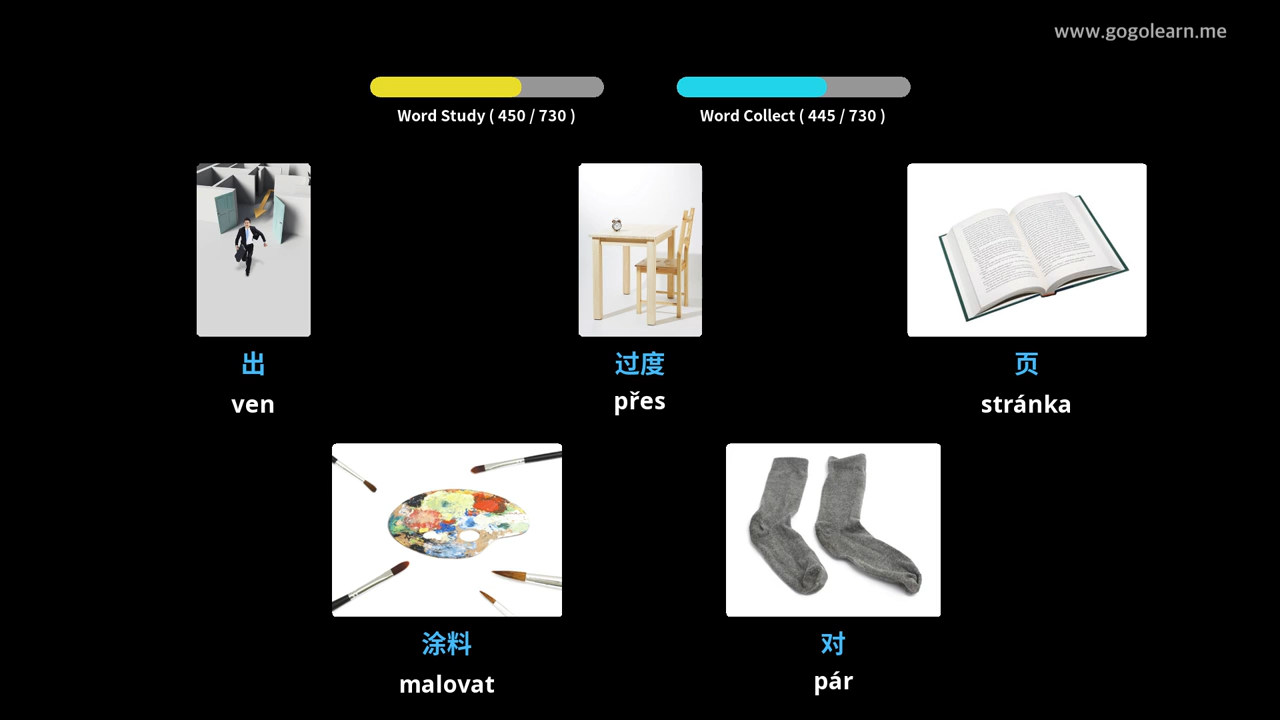 www.gogolearn.me
Word Study ( 450 / 730 )
Word Collect ( 445 / 730 )
出
ven
过度
přes
页
stránka
涂料
malovat
对
pár